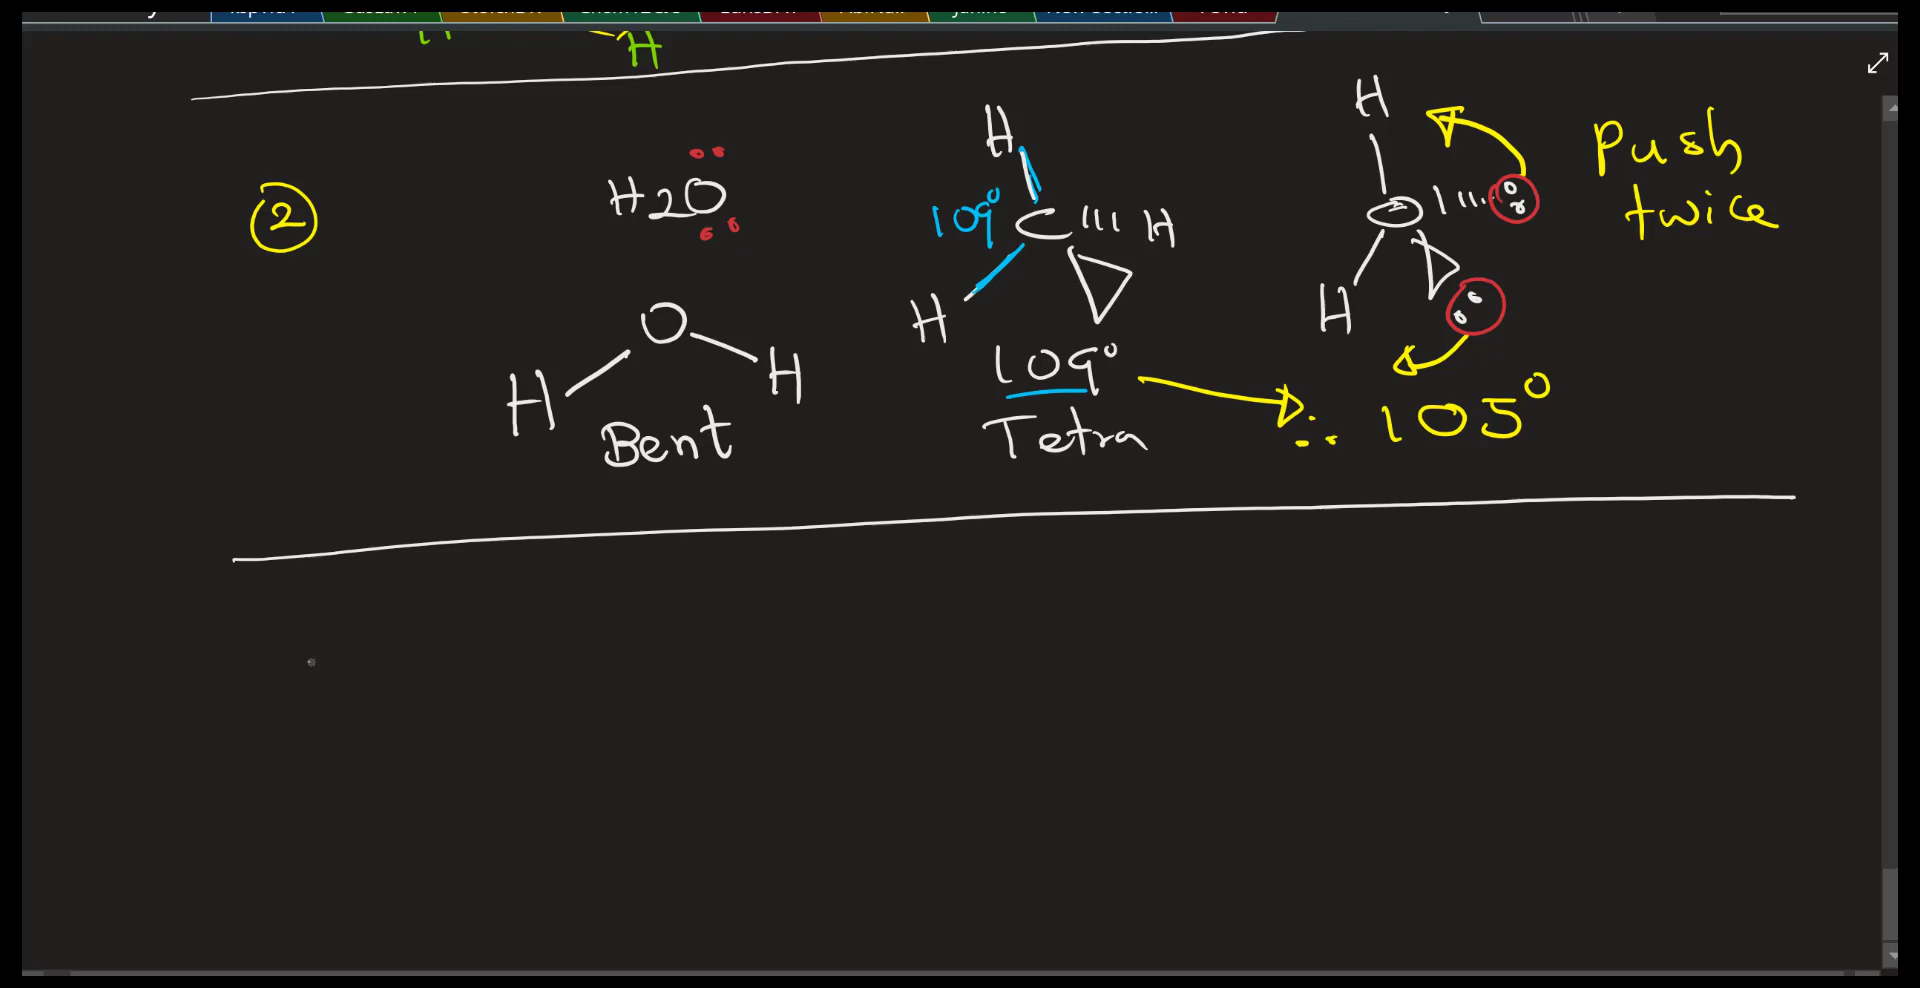 H
②
H2O
O
H H
Bent
H
109° C H
H
109°
Tetra
H
O
H
Push
twice
∴ 105°